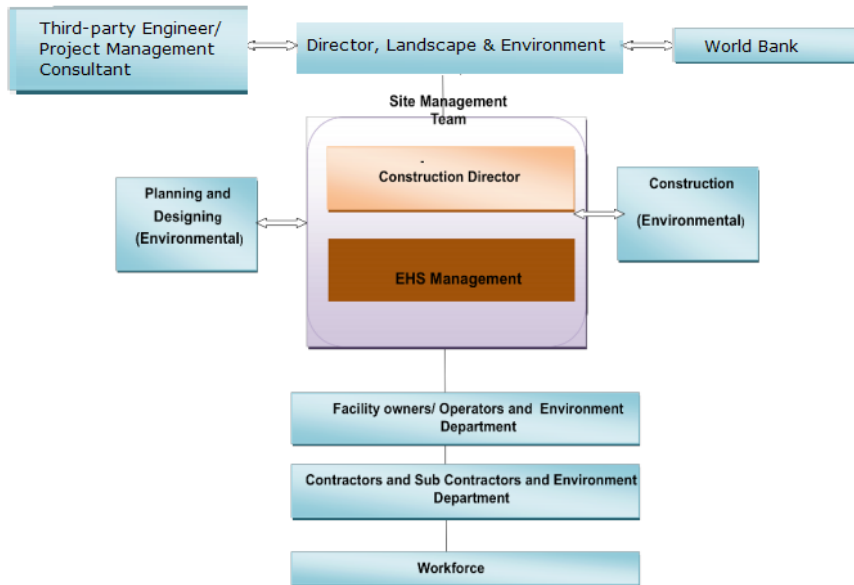 Third-party Engineer/
Project Management
Consultant
Director, Landscape & Environment
World Bank
Site Management
Team
Construction Director
Planning and
Designing
(Environmental)
Construction
(Environmental)
EHS Management
Facility owners/ Operators and Environment
Department
Contractors and Sub Contractors and Environment
Department
Workforce